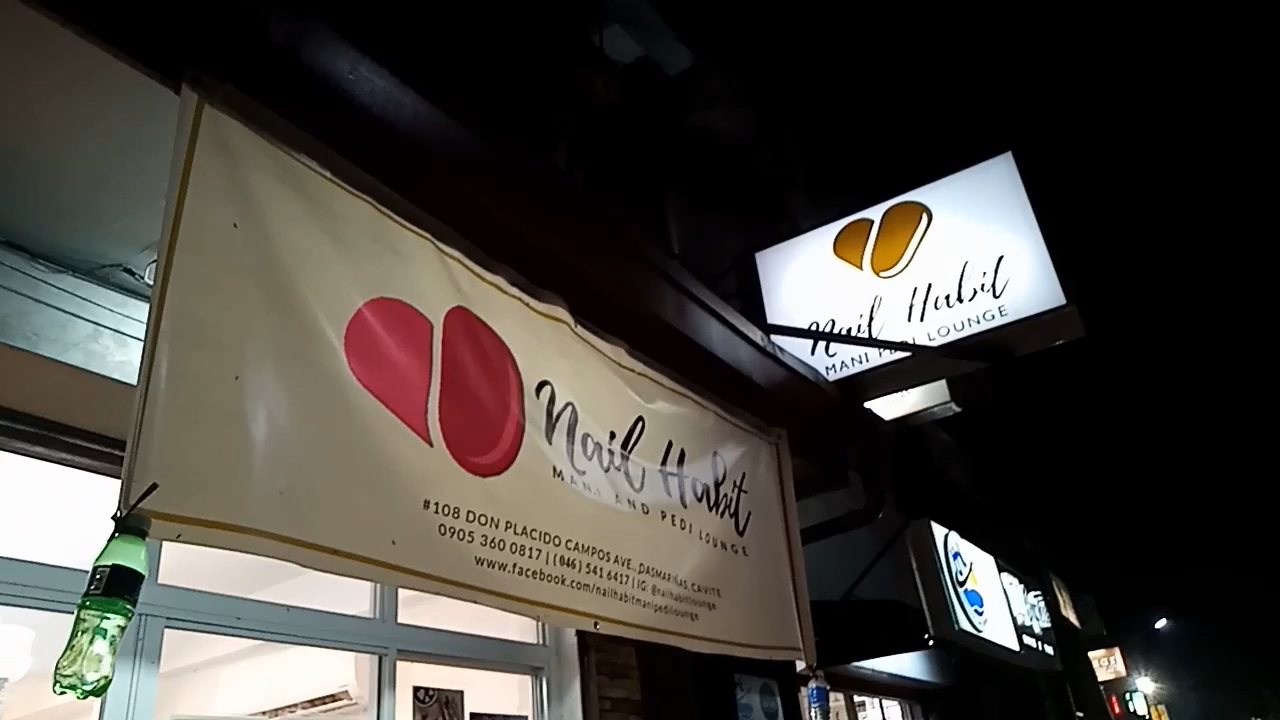 Nail Habit
MANI AND PEDI LOUNGE
#108 DON PLACIDO CAMPOS AVE., DASMARIÑAS, CAVITE
0905 360 0817 | (046) 541 6417 | IG: @nailhabitlounge
www.facebook.com/nailhabitmanipedilounge
Nail Habit
MANI PEDI LOUNGE